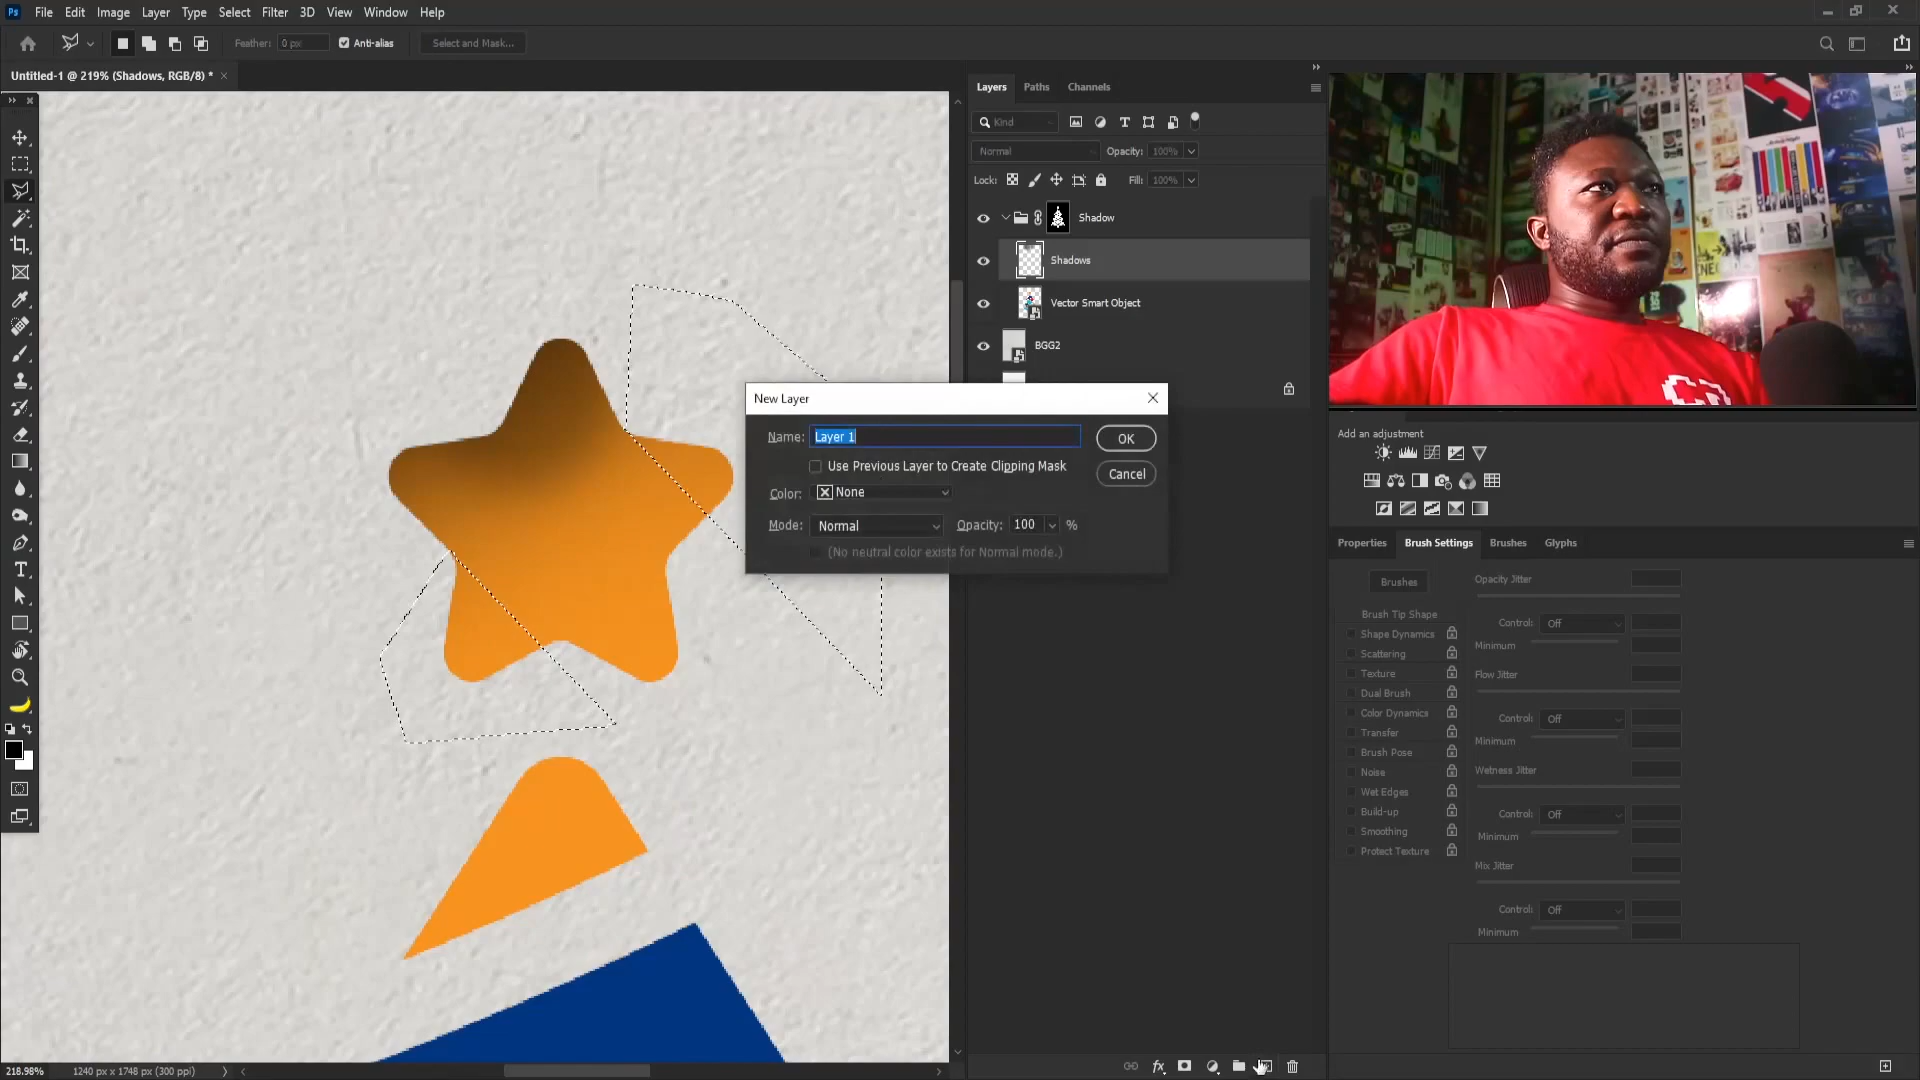 Ps File Edit Image Layer Type Select Filter 3D View Window Help
Feather: 0 px Anti-alias Select and Mask...
Untitled-1 @ 219% (Shadows, RGB/8) *
Layers Paths Channels
Kind
Normal Opacity: 100%
Lock: Fill: 100%
Shadow
Shadows
Vector Smart Object
BGG2
New Layer
Name: Layer 1 OK
Use Previous Layer to Create Clipping Mask Cancel
Color: None
Mode: Normal Opacity: 100 %
(No neutral color exists for Normal mode.)
Add an adjustment
Properties Brush Settings Brushes Glyphs
Brushes Opacity Jitter
Brush Tip Shape Control: Off
Shape Dynamics Minimum
Scattering
Texture Flow Jitter
Dual Brush
Color Dynamics Control: Off
Transfer Minimum
Brush Pose
Noise Wetness Jitter
Wet Edges
Build-up Control: Off
Smoothing Minimum
Protect Texture
Mix Jitter
Control: Off
Minimum
218.98% 1240 px x 1748 px (300 ppi)
fx